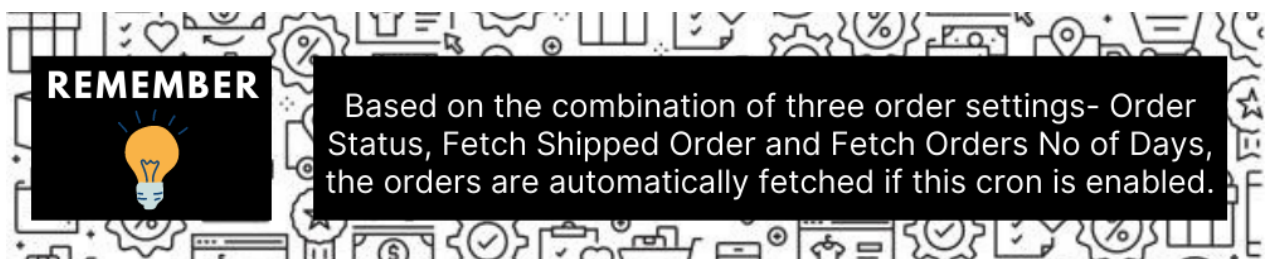 REMEMBER
Based on the combination of three order settings- Order
Status, Fetch Shipped Order and Fetch Orders No of Days,
the orders are automatically fetched if this cron is enabled.